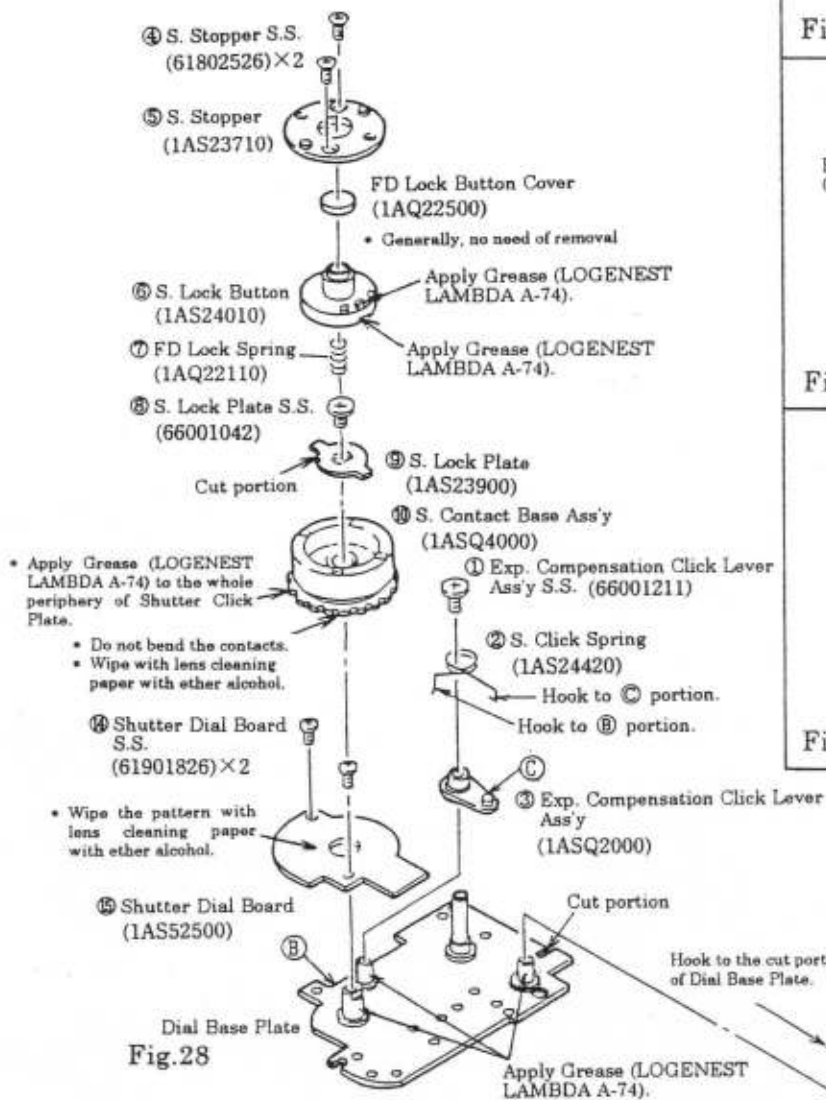 ④ S. Stopper S.S.
(61802526)×2
⑤ S. Stopper
(1AS23710)
FD Lock Button Cover
(1AQ22500)
* Generally, no need of removal
⑥ S. Lock Button
(1AS24010)
Apply Grease (LOGENEST
LAMBDA A-74).
⑦ FD Lock Spring
(1AQ22110)
Apply Grease (LOGENEST
LAMBDA A-74).
⑧ S. Lock Plate S.S.
(66001042)
Cut portion
⑨ S. Lock Plate
(1AS23900)
⑩ S. Contact Base Ass'y
(1ASQ4000)
* Apply Grease (LOGENEST
LAMBDA A-74) to the whole
periphery of Shutter Click
Plate.
* Do not bend the contacts.
* Wipe with lens cleaning
paper with ether alcohol.
① Exp. Compensation Click Lever
Ass'y S.S. (66001211)
② S. Click Spring
(1AS24420)
Hook to Ⓒ portion.
Hook to Ⓑ portion.
⑭ Shutter Dial Board
S.S.
(61901826)×2
* Wipe the pattern with
lens cleaning paper
with ether alcohol.
Ⓒ
③ Exp. Compensation Click Lever
Ass'y
(1ASQ2000)
⑮ Shutter Dial Board
(1AS52500)
Ⓑ
Cut portion
Hook to the cut port
of Dial Base Plate.
Dial Base Plate
Fig.28
Apply Grease (LOGENEST
LAMBDA A-74).
Fi
Fi
Fi